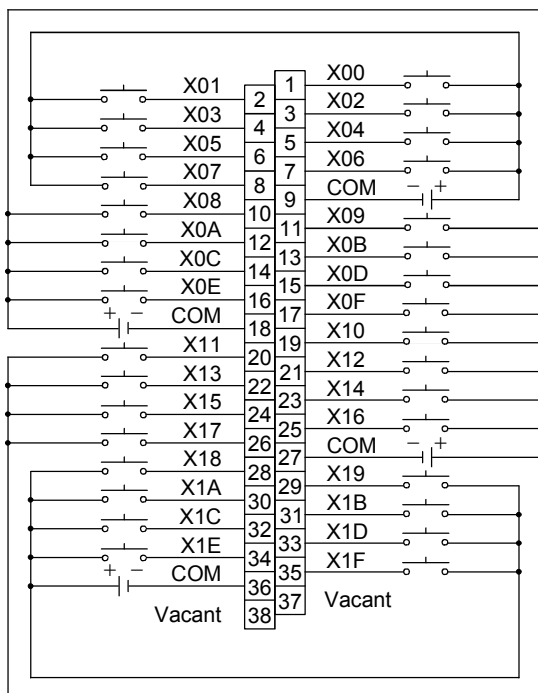 X00
X01 1
2 X02
X03 3
4 X04
X05 5
6 X06
X07 7
8 COM − +
X08 9
10 X09
X0A 11
12 X0B
X0C 13
14 X0D
X0E 15
16 X0F
+ − COM 17
18 X10
X11 19
20 X12
X13 21
22 X14
X15 23
24 X16
X17 25
26 COM − +
X18 27
28 X19
X1A 29
30 X1B
X1C 31
32 X1D
X1E 33
34 X1F
+ − COM 35
36
Vacant 37 Vacant
38